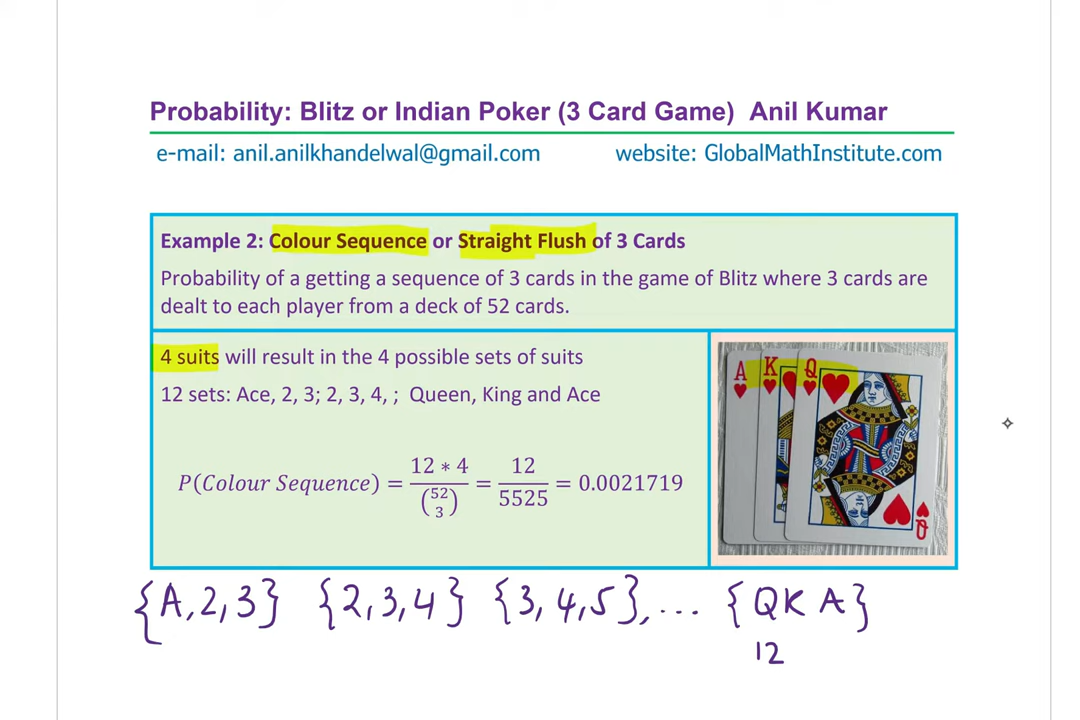 Probability: Blitz or Indian Poker (3 Card Game) Anil Kumar
e-mail: anil.anilkhandelwal@gmail.com website: GlobalMathInstitute.com
Example 2: Colour Sequence or Straight Flush of 3 Cards
Probability of a getting a sequence of 3 cards in the game of Blitz where 3 cards are
dealt to each player from a deck of 52 cards.
4 suits will result in the 4 possible sets of suits
12 sets: Ace, 2, 3; 2, 3, 4, ; Queen, King and Ace
P(Colour Sequence) = 12 * 4 / (52 3) = 12 / 5525 = 0.0021719
A K Q
Q
{A, 2, 3} {2, 3, 4} {3, 4, 5}, ... {Q K A}
12